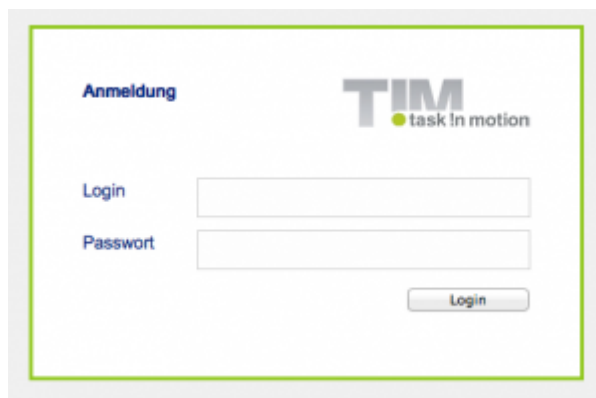 Anmeldung
TIM
task !n motion
Login
Passwort
Login